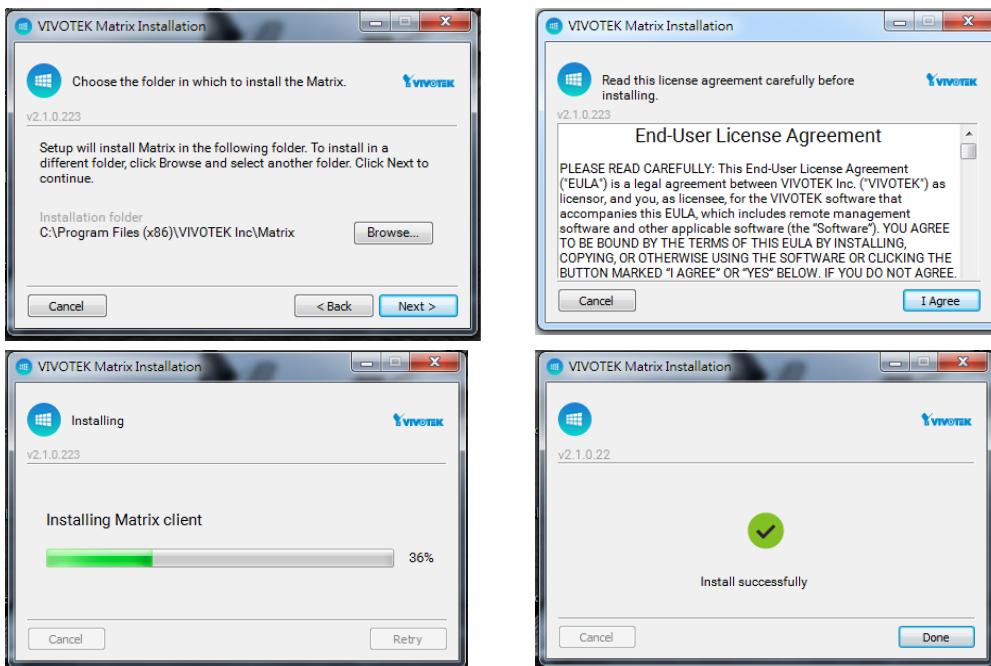 VIVOTEK Matrix Installation
Choose the folder in which to install the Matrix.
VIVOTEK
v2.1.0.223
Setup will install Matrix in the following folder. To install in a
different folder, click Browse and select another folder. Click Next to
continue.
Installation folder
C:\Program Files (x86)\VIVOTEK Inc\Matrix
Browse...
Cancel
< Back
Next >
VIVOTEK Matrix Installation
Read this license agreement carefully before
installing.
VIVOTEK
v2.1.0.223
End-User License Agreement
PLEASE READ CAREFULLY: This End-User License Agreement
("EULA") is a legal agreement between VIVOTEK Inc. ("VIVOTEK") as
licensor, and you, as licensee, for the VIVOTEK software that
accompanies this EULA, which includes remote management
software and other applicable software (the "Software"). YOU AGREE
TO BE BOUND BY THE TERMS OF THIS EULA BY INSTALLING,
COPYING, OR OTHERWISE USING THE SOFTWARE OR CLICKING THE
BUTTON MARKED "I AGREE" OR "YES" BELOW. IF YOU DO NOT AGREE.
Cancel
I Agree
VIVOTEK Matrix Installation
Installing
VIVOTEK
v2.1.0.223
Installing Matrix client
36%
Cancel
Retry
VIVOTEK Matrix Installation
VIVOTEK
v2.1.0.22
Install successfully
Cancel
Done